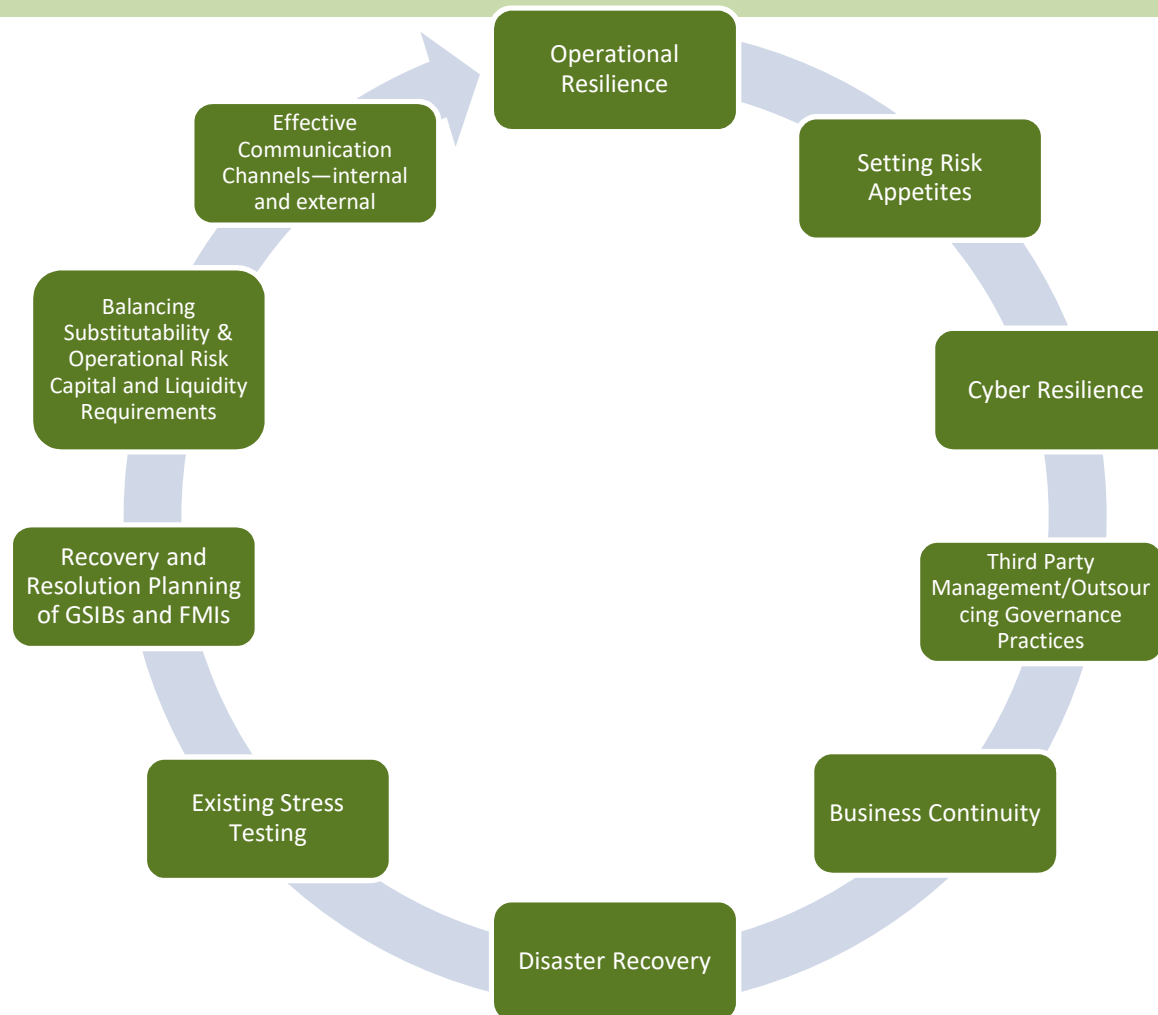 Operational
Resilience
Setting Risk
Appetites
Cyber Resilience
Third Party
Management/Outsour
cing Governance
Practices
Business Continuity
Disaster Recovery
Existing Stress
Testing
Recovery and
Resolution Planning
of GSIBs and FMIs
Balancing
Substitutability &
Operational Risk
Capital and Liquidity
Requirements
Effective
Communication
Channels—internal
and external